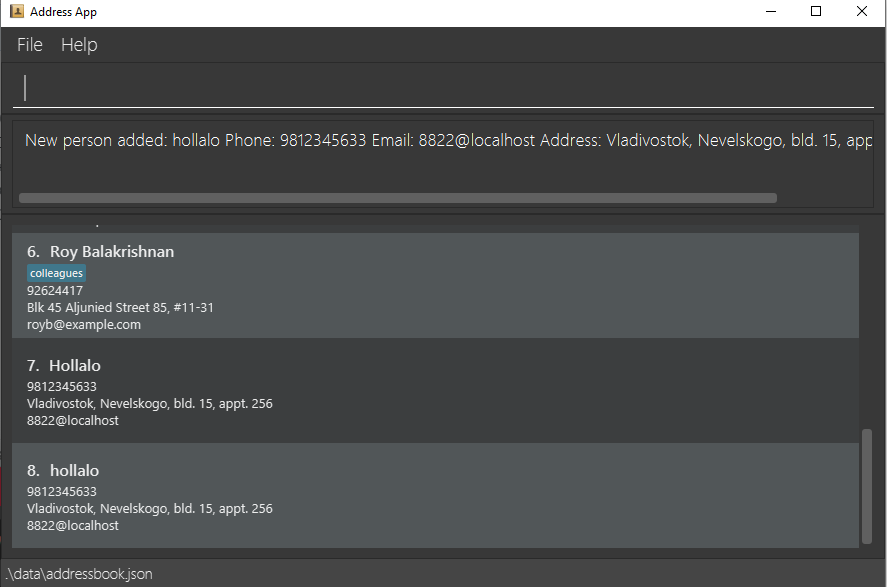 Address App
File Help
New person added: hollalo Phone: 9812345633 Email: 8822@localhost Address: Vladivostok, Nevelskogo, bld. 15, app
6. Roy Balakrishnan
colleagues
92624417
Blk 45 Aljunied Street 85, #11-31
royb@example.com
7. Hollalo
9812345633
Vladivostok, Nevelskogo, bld. 15, appt. 256
8822@localhost
8. hollalo
9812345633
Vladivostok, Nevelskogo, bld. 15, appt. 256
8822@localhost
.\data\addressbook.json